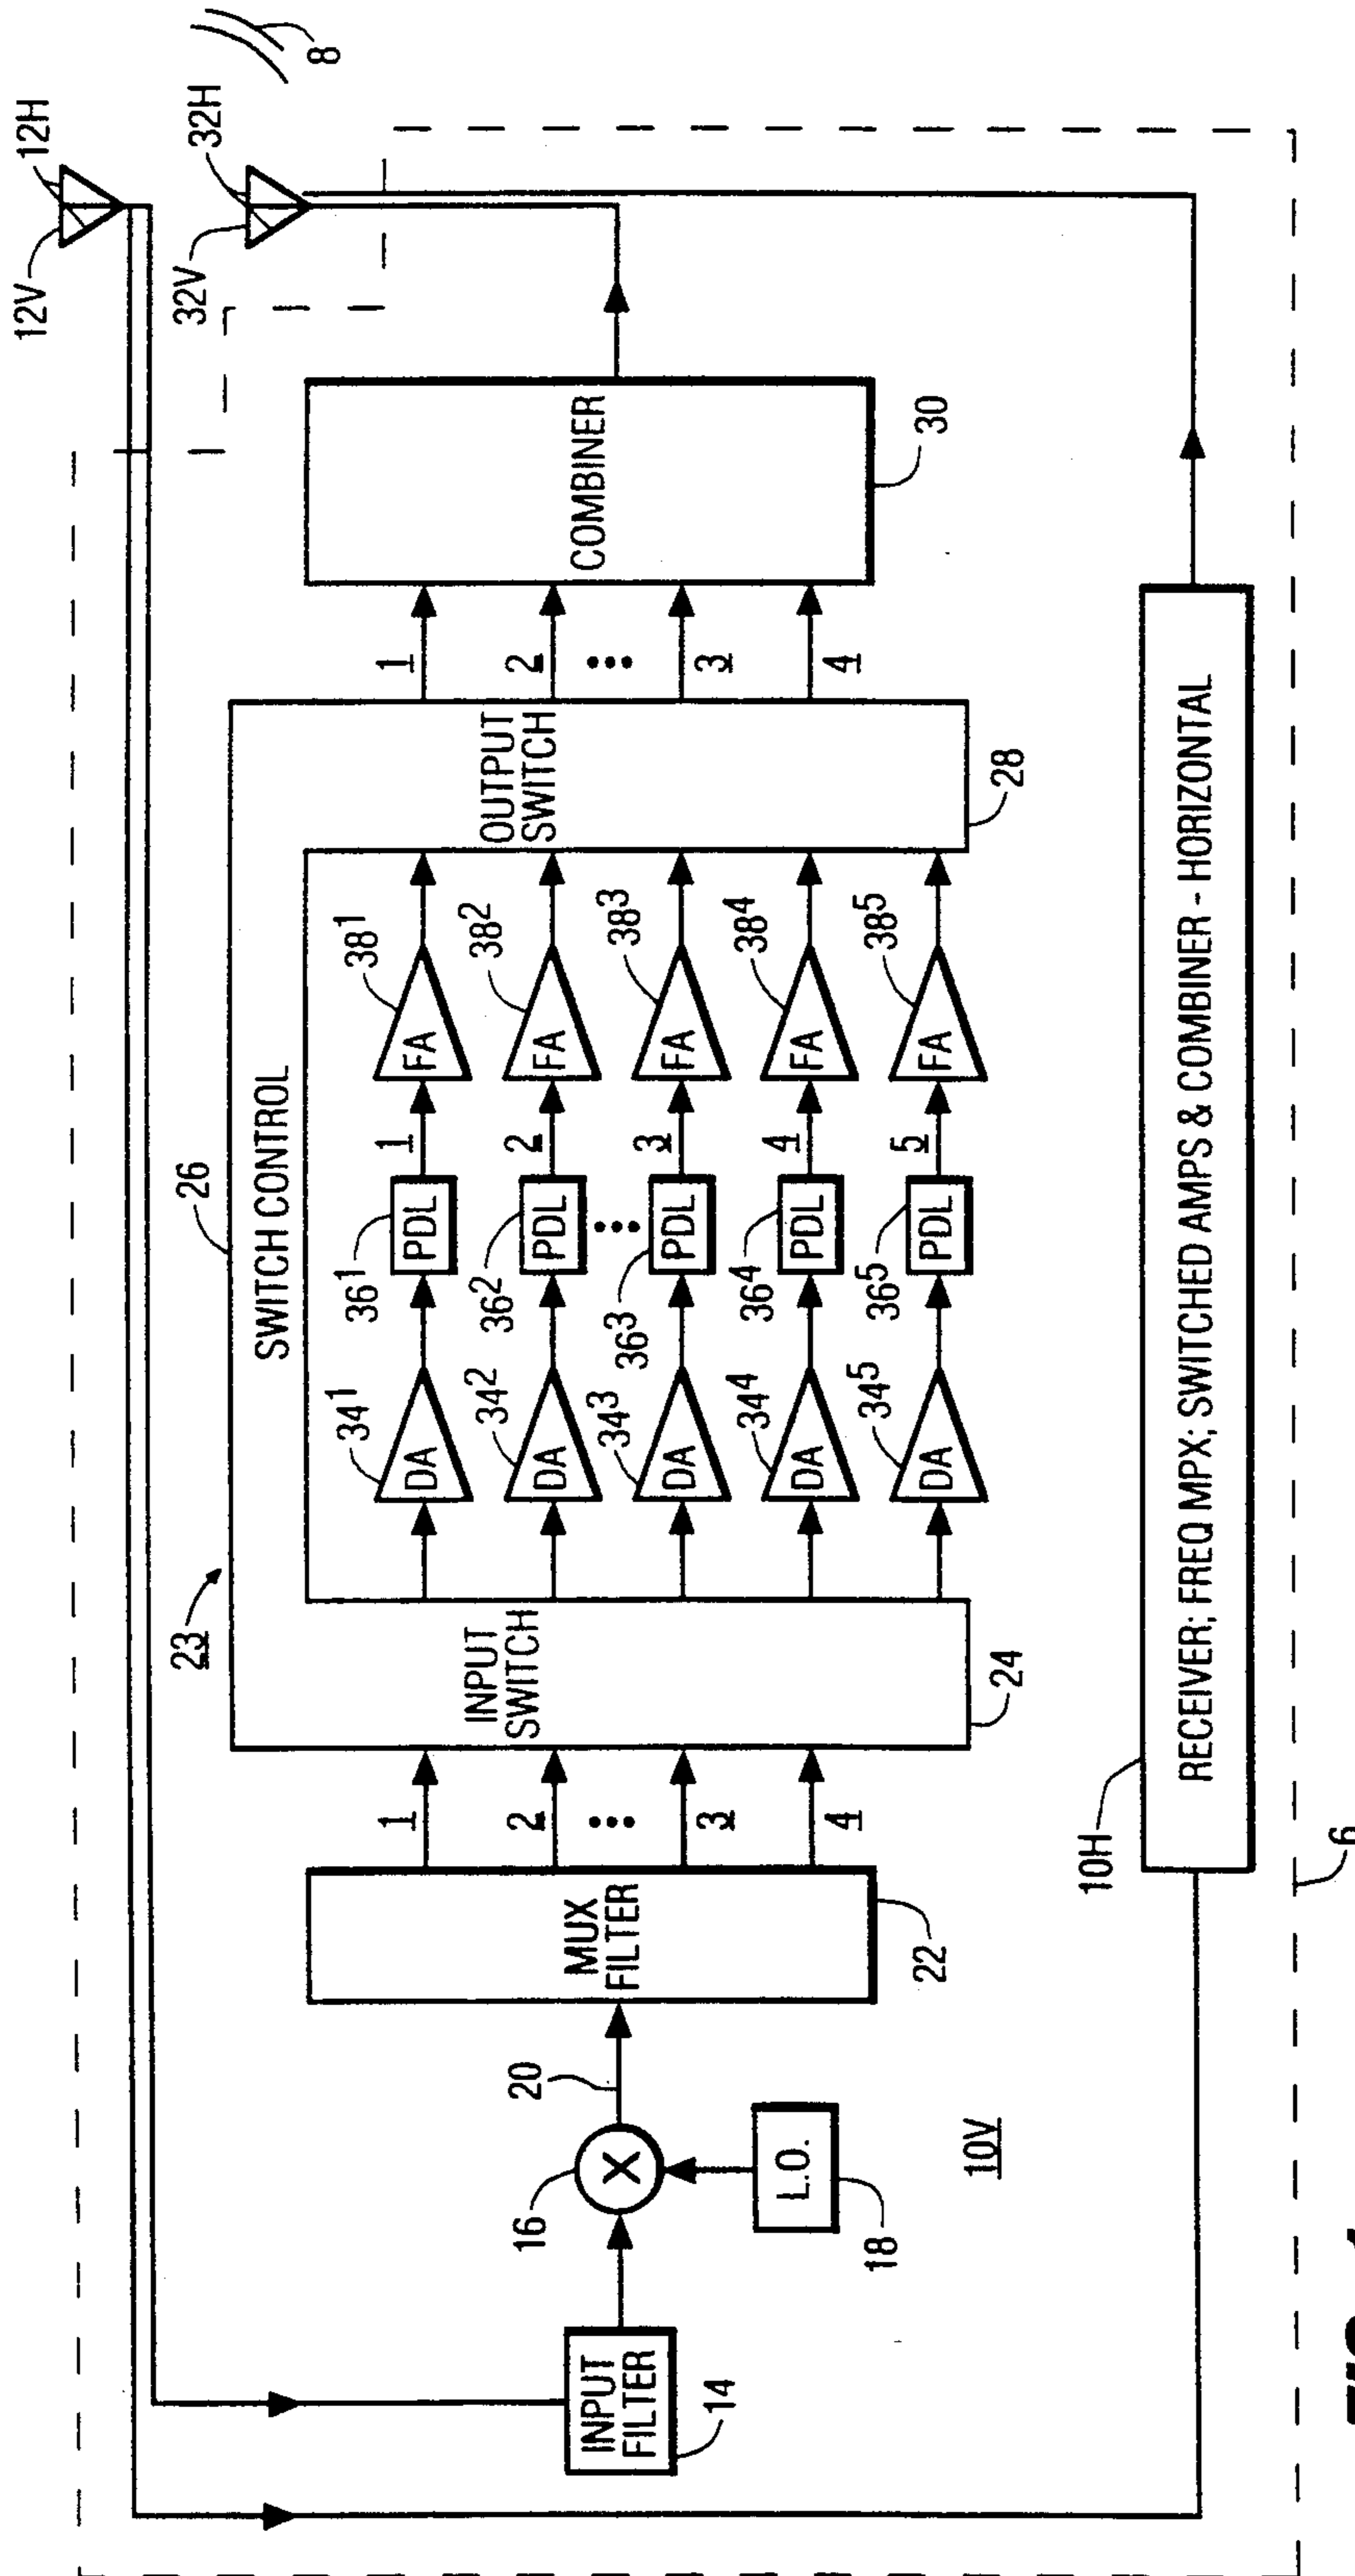 12V
12H
32V
32H
8
26
23
SWITCH CONTROL
INPUT
FILTER
14
16
X
L.O.
18
20
MUX
FILTER
22
1
2
3
4
INPUT
SWITCH
24
34¹
DA
36¹
PDL
1
38¹
FA
34²
DA
36²
PDL
2
38²
FA
34³
DA
36³
PDL
3
38³
FA
34⁴
DA
36⁴
PDL
4
38⁴
FA
34⁵
DA
36⁵
PDL
5
38⁵
FA
OUTPUT
SWITCH
28
1
2
3
4
COMBINER
30
10V
10H
RECEIVER; FREQ MPX; SWITCHED AMPS & COMBINER - HORIZONTAL
6